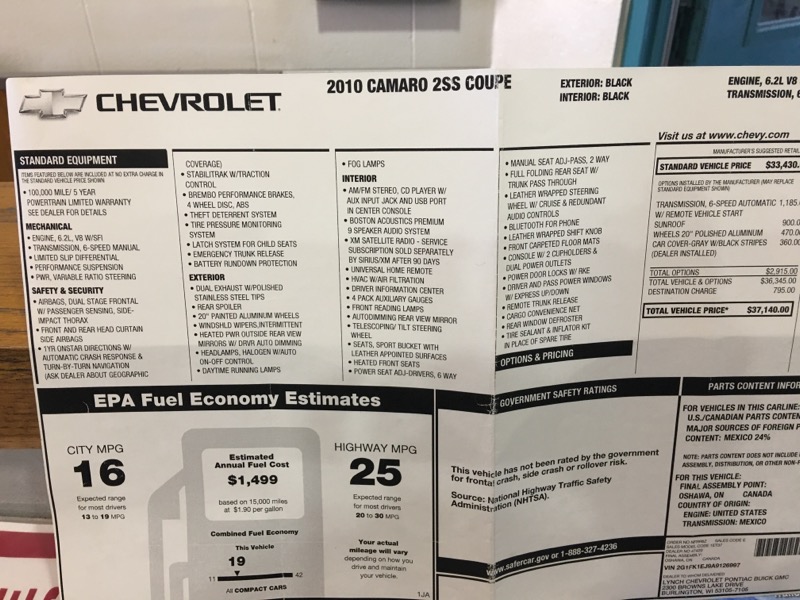 CHEVROLET
2010 CAMARO 2SS COUPE
EXTERIOR: BLACK
INTERIOR: BLACK
ENGINE, 6.2L V8
TRANSMISSION, 6
Visit us at www.chevy.com
STANDARD EQUIPMENT
ITEMS FEATURED BELOW ARE INCLUDED AT NO EXTRA CHARGE IN
THE STANDARD VEHICLE PRICE SHOWN
• 100,000 MILE/ 5 YEAR
POWERTRAIN LIMITED WARRANTY
SEE DEALER FOR DETAILS
MECHANICAL
• ENGINE, 6.2L, V8 W/SFI
• TRANSMISSION, 6-SPEED MANUAL
• LIMITED SLIP DIFFERENTIAL
• PERFORMANCE SUSPENSION
• PWR, VARIABLE RATIO STEERING
SAFETY & SECURITY
• AIRBAGS, DUAL STAGE FRONTAL
W/ PASSENGER SENSING, SIDE-
IMPACT THORAX
• FRONT AND REAR HEAD CURTAIN
SIDE AIRBAGS
• 1YR ONSTAR DIRECTIONS W/
AUTOMATIC CRASH RESPONSE &
TURN-BY-TURN NAVIGATION
(ASK DEALER ABOUT GEOGRAPHIC
COVERAGE)
• STABILITRAK W/TRACTION
CONTROL
• BREMBO PERFORMANCE BRAKES,
4 WHEEL DISC, ABS
• THEFT DETERRENT SYSTEM
• TIRE PRESSURE MONITORING
SYSTEM
• LATCH SYSTEM FOR CHILD SEATS
• EMERGENCY TRUNK RELEASE
• BATTERY RUNDOWN PROTECTION
EXTERIOR
• DUAL EXHAUST W/POLISHED
STAINLESS STEEL TIPS
• REAR SPOILER
• 20" PAINTED ALUMINUM WHEELS
• WINDSHLD WIPERS,INTERMITTENT
• HEATED PWR OUTSIDE REAR VIEW
MIRRORS W/ DRVR AUTO DIMMING
• HEADLAMPS, HALOGEN W/AUTO
ON-OFF CONTROL
• DAYTIME RUNNING LAMPS
• FOG LAMPS
INTERIOR
• AM/FM STEREO, CD PLAYER W/
AUX INPUT JACK AND USB PORT
IN CENTER CONSOLE
• BOSTON ACOUSTICS PREMIUM
9 SPEAKER AUDIO SYSTEM
• XM SATELLITE RADIO - SERVICE
SUBSCRIPTION SOLD SEPARATELY
BY SIRIUS/XM AFTER 90 DAYS
• UNIVERSAL HOME REMOTE
• HVAC W/AIR FILTRATION
• DRIVER INFORMATION CENTER
• 4 PACK AUXILIARY GAUGES
• FRONT READING LAMPS
• AUTODIMMING REAR VIEW MIRROR
• TELESCOPING/ TILT STEERING
WHEEL
• SEATS, SPORT BUCKET WITH
LEATHER APPOINTED SURFACES
• HEATED FRONT SEATS
• POWER SEAT ADJ-DRIVERS, 6 WAY
• MANUAL SEAT ADJ-PASS, 2 WAY
• FULL FOLDING REAR SEAT W/
TRUNK PASS THROUGH
• LEATHER WRAPPED STEERING
WHEEL W/ CRUISE & REDUNDANT
AUDIO CONTROLS
• BLUETOOTH FOR PHONE
• LEATHER WRAPPED SHIFT KNOB
• FRONT CARPETED FLOOR MATS
• CONSOLE W/ 2 CUPHOLDERS &
DUAL POWER OUTLETS
• POWER DOOR LOCKS W/ RKE
• DRIVER AND PASS POWER WINDOWS
W/ EXPRESS UP/DOWN
• REMOTE TRUNK RELEASE
• CARGO CONVENIENCE NET
• REAR WINDOW DEFROSTER
• TIRE SEALANT & INFLATOR KIT
IN PLACE OF SPARE TIRE
OPTIONS & PRICING
MANUFACTURER'S SUGGESTED RETAIL
STANDARD VEHICLE PRICE $33,430.
OPTIONS INSTALLED BY THE MANUFACTURER (MAY REPLACE
STANDARD EQUIPMENT SHOWN)
TRANSMISSION, 6-SPEED AUTOMATIC 1,185.
W/ REMOTE VEHICLE START
SUNROOF 900.0
WHEELS 20" POLISHED ALUMINUM 470.0
CAR COVER-GRAY W/BLACK STRIPES 360.00
(DEALER INSTALLED)
TOTAL OPTIONS $2,915.00
TOTAL VEHICLE & OPTIONS $36,345.00
DESTINATION CHARGE 795.00
TOTAL VEHICLE PRICE* $37,140.00
EPA Fuel Economy Estimates
CITY MPG
16
Expected range
for most drivers
13 to 19 MPG
Estimated
Annual Fuel Cost
$1,499
based on 15,000 miles
at $1.90 per gallon
Combined Fuel Economy
This Vehicle
19
11 42
All COMPACT CARS
HIGHWAY MPG
25
Expected range
for most drivers
20 to 30 MPG
Your actual
mileage will vary
depending on how you
drive and maintain
your vehicle.
1JA
GOVERNMENT SAFETY RATINGS
This vehicle has not been rated by the government
for frontal crash, side crash or rollover risk.
Source: National Highway Traffic Safety
Administration (NHTSA).
www.safercar.gov or 1-888-327-4236
PARTS CONTENT INFOR
FOR VEHICLES IN THIS CARLINE:
U.S./CANADIAN PARTS CONTEN
MAJOR SOURCES OF FOREIGN P
CONTENT: MEXICO 24%
NOTE: PARTS CONTENT DOES NOT INCLUDE
ASSEMBLY, DISTRIBUTION, OR OTHER NON-P
FOR THIS VEHICLE:
FINAL ASSEMBLY POINT:
OSHAWA, ON CANADA
COUNTRY OF ORIGIN:
ENGINE: UNITED STATES
TRANSMISSION: MEXICO
VIN 2G1FK1EJ9A9126997
LYNCH CHEVROLET PONTIAC BUICK GMC
2300 BROWNS LAKE DRIVE
BURLINGTON, WI 53105-7105